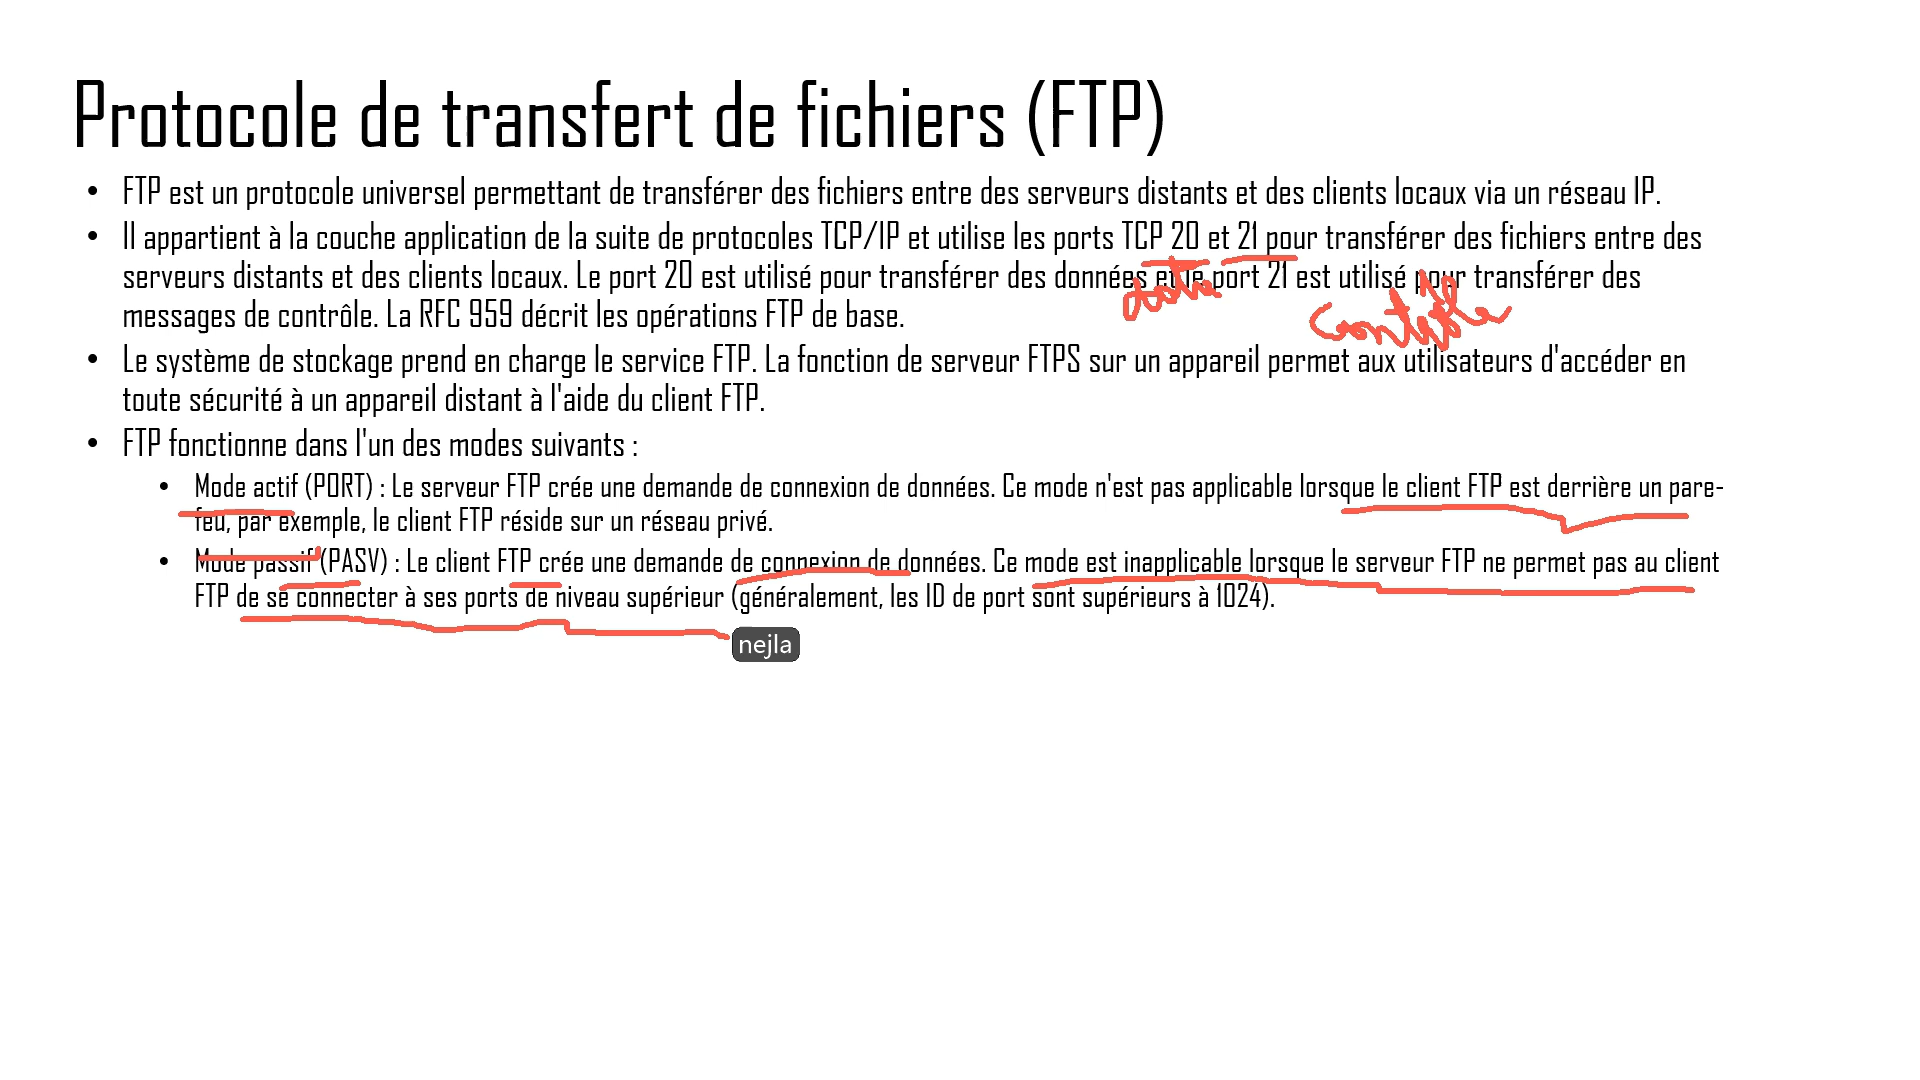 Protocole de transfert de fichiers (FTP)
• FTP est un protocole universel permettant de transférer des fichiers entre des serveurs distants et des clients locaux via un réseau IP.
• Il appartient à la couche application de la suite de protocoles TCP/IP et utilise les ports TCP 20 et 21 pour transférer des fichiers entre des
serveurs distants et des clients locaux. Le port 20 est utilisé pour transférer des données et le port 21 est utilisé pour transférer des
data
contrôle
messages de contrôle. La RFC 959 décrit les opérations FTP de base.
• Le système de stockage prend en charge le service FTP. La fonction de serveur FTPS sur un appareil permet aux utilisateurs d'accéder en
toute sécurité à un appareil distant à l'aide du client FTP.
• FTP fonctionne dans l'un des modes suivants :
• Mode actif (PORT) : Le serveur FTP crée une demande de connexion de données. Ce mode n'est pas applicable lorsque le client FTP est derrière un pare-
feu, par exemple, le client FTP réside sur un réseau privé.
• Mode passif (PASV) : Le client FTP crée une demande de connexion de données. Ce mode est inapplicable lorsque le serveur FTP ne permet pas au client
FTP de se connecter à ses ports de niveau supérieur (généralement, les ID de port sont supérieurs à 1024).
nejla